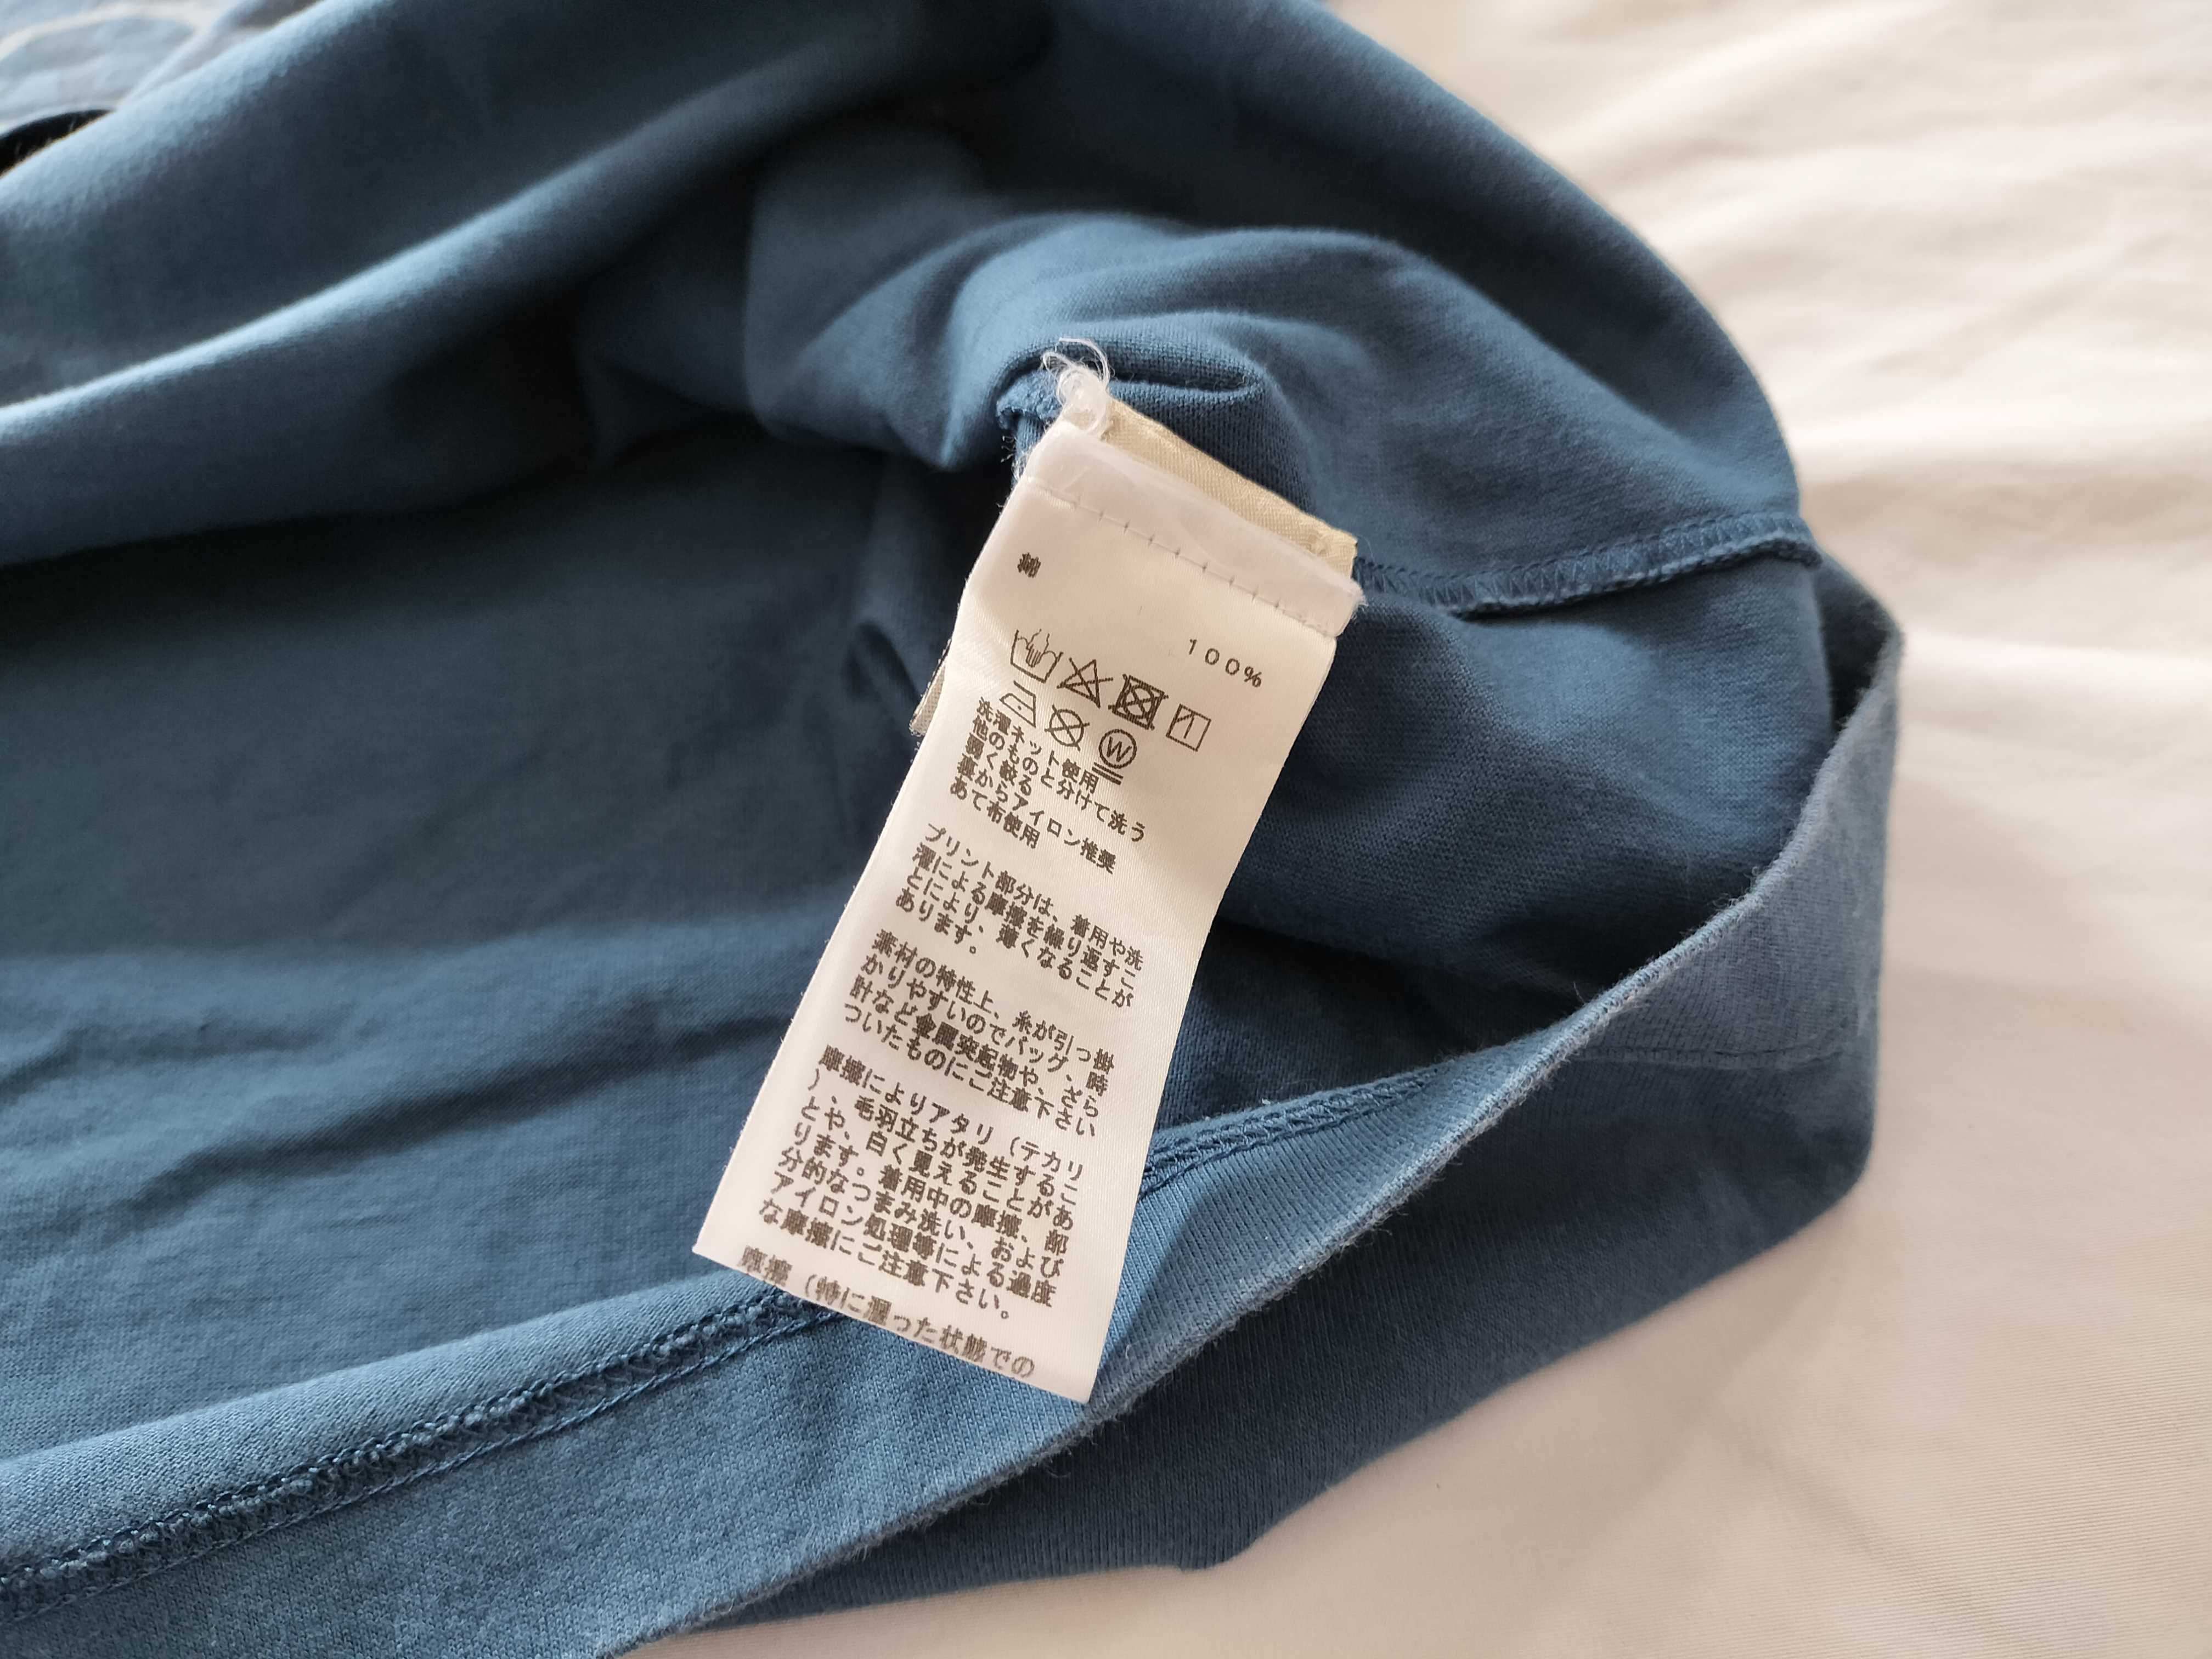 綿
100%
W
洗濯ネット使用
他のものと分けて洗う
弱く絞る
裏からアイロン推奨
あて布使用
プリント部分は、着用や洗
濯による摩擦を繰り返すこ
とにより、薄くなることが
あります。
素材の特性上、糸が引っ掛
かりやすいのでバッグ、時
計など金属突起物や、ざら
ついたものにご注意下さい
摩擦によりアタリ（テカリ
）、毛羽立ちが発生するこ
とや、白く見えることがあ
ります。着用中の摩擦、部
分的なつまみ洗い、および
アイロン処理等による過度
な摩擦にご注意下さい。
摩擦（特に湿った状態での